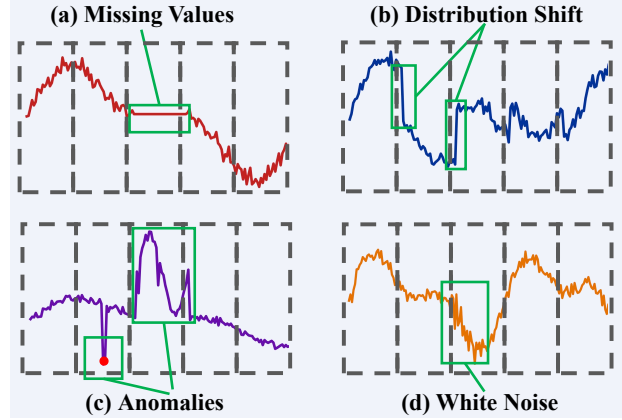 (a) Missing Values
(b) Distribution Shift
(c) Anomalies
(d) White Noise